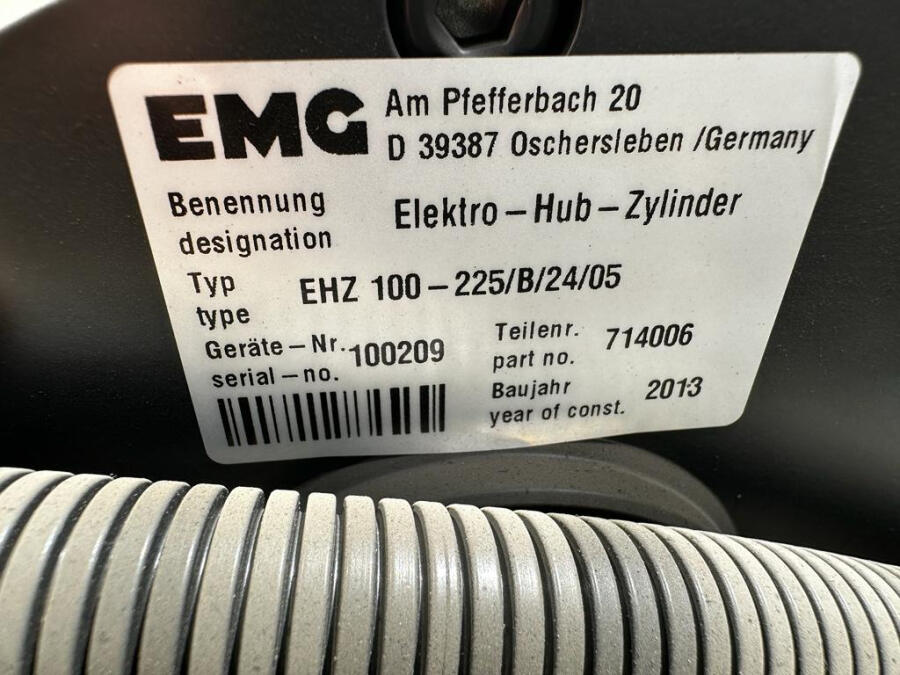 EMG
Am Pfefferbach 20
D 39387 Oschersleben /Germany
Benennung
designation
Elektro–Hub–Zylinder
Typ
type
EHZ 100–225/B/24/05
Geräte–Nr.
serial–no.
100209
Teilenr.
part no.
714006
Baujahr
year of const.
2013